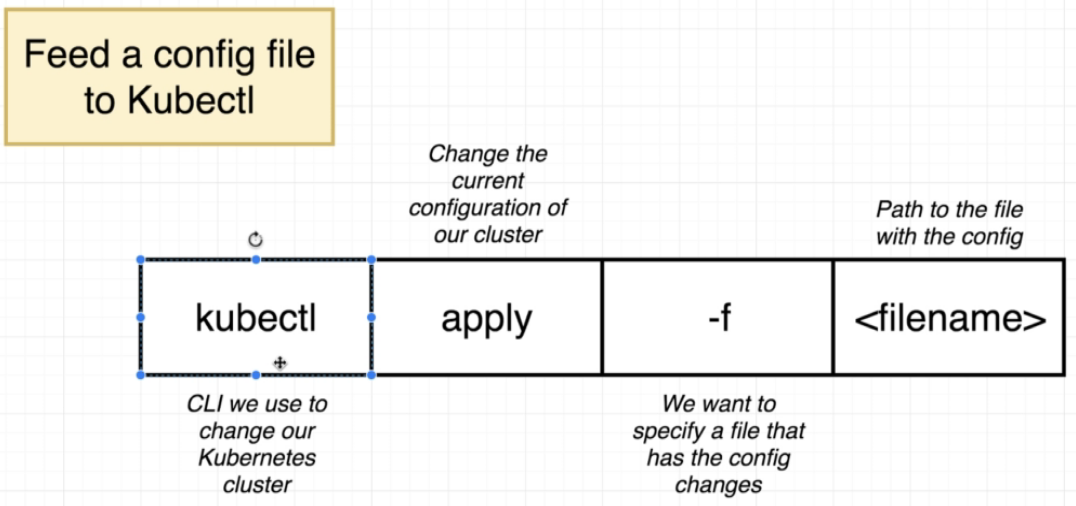 Feed a config file
to Kubectl
Change the
current
configuration of
our cluster
Path to the file
with the config
kubectl
apply
-f
<filename>
CLI we use to
change our
Kubernetes
cluster
We want to
specify a file that
has the config
changes